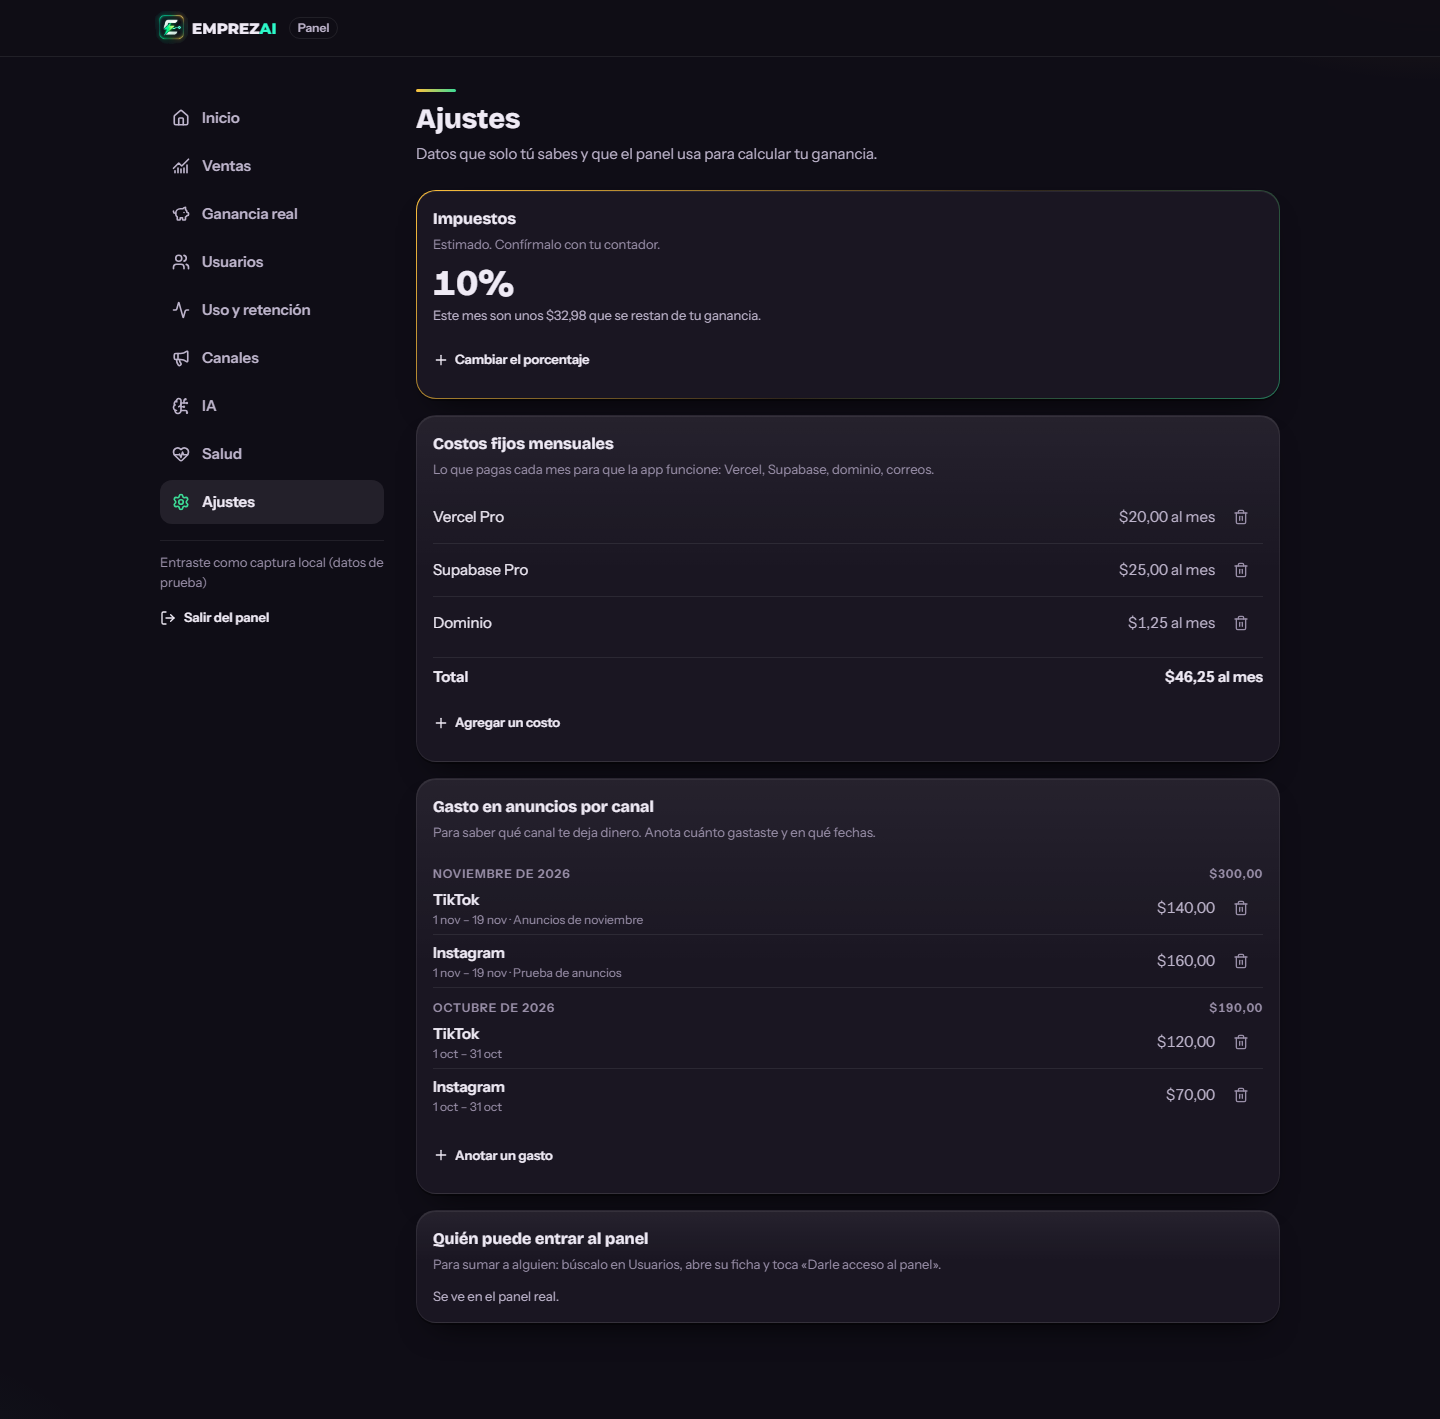 EMPREZAI
Panel
Inicio
Ventas
Ganancia real
Usuarios
Uso y retención
Canales
IA
Salud
Ajustes
Entraste como captura local (datos de
prueba)
Salir del panel
Ajustes
Datos que solo tú sabes y que el panel usa para calcular tu ganancia.
Impuestos
Estimado. Confírmalo con tu contador.
10%
Este mes son unos $32,98 que se restan de tu ganancia.
Cambiar el porcentaje
Costos fijos mensuales
Lo que pagas cada mes para que la app funcione: Vercel, Supabase, dominio, correos.
Vercel Pro $20,00 al mes
Supabase Pro $25,00 al mes
Dominio $1,25 al mes
Total $46,25 al mes
Agregar un costo
Gasto en anuncios por canal
Para saber qué canal te deja dinero. Anota cuánto gastaste y en qué fechas.
NOVIEMBRE DE 2026 $300,00
TikTok $140,00
1 nov – 19 nov · Anuncios de noviembre
Instagram $160,00
1 nov – 19 nov · Prueba de anuncios
OCTUBRE DE 2026 $190,00
TikTok $120,00
1 oct – 31 oct
Instagram $70,00
1 oct – 31 oct
Anotar un gasto
Quién puede entrar al panel
Para sumar a alguien: búscalo en Usuarios, abre su ficha y toca «Darle acceso al panel».
Se ve en el panel real.